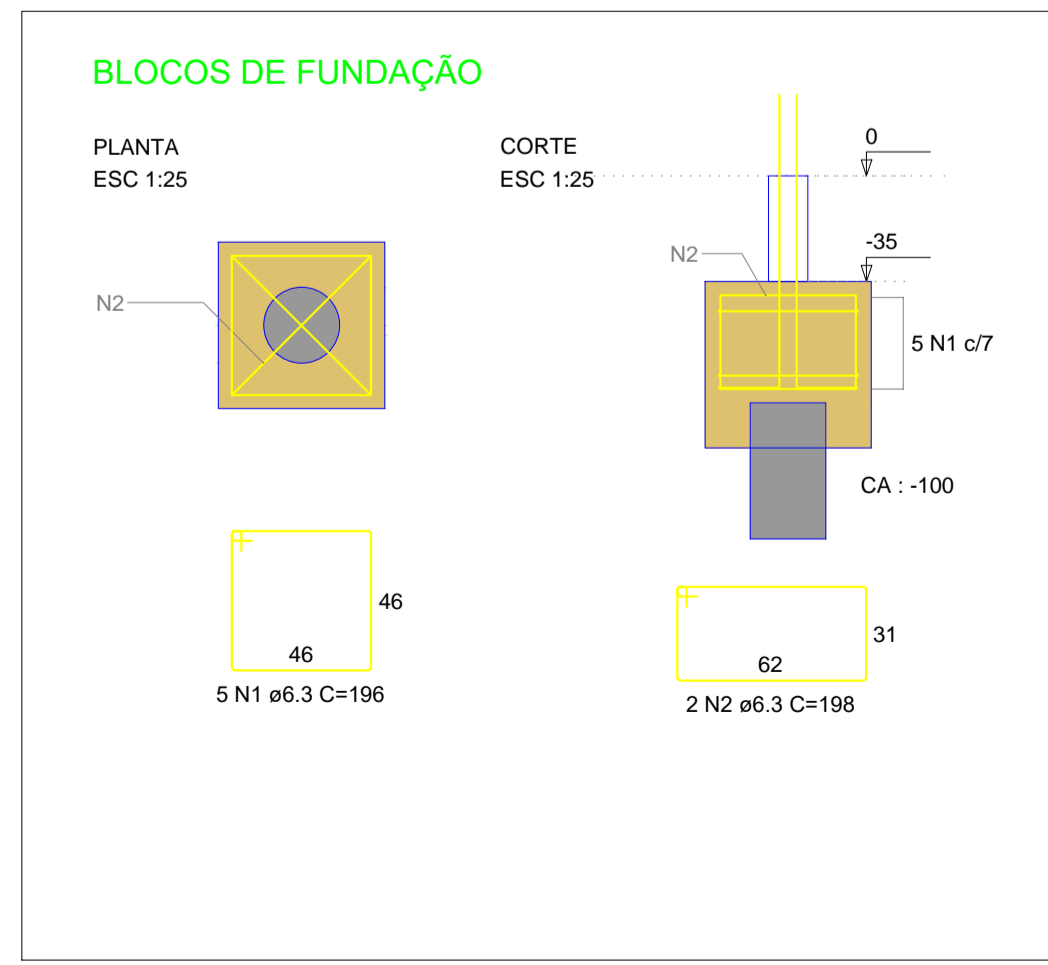 BLOCOS DE FUNDAÇÃO
PLANTA
ESC 1:25
N2
CORTE
ESC 1:25
0
-35
N2
5 N1 c/7
CA : -100
46
46
5 N1 ø6.3 C=196
31
62
2 N2 ø6.3 C=198